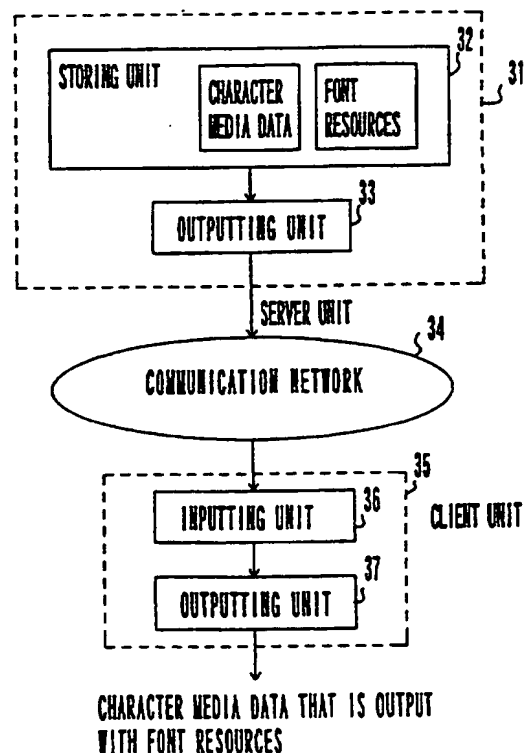 32
31
STORING UNIT
CHARACTER
MEDIA DATA
FONT
RESOURCES
33
OUTPUTTING UNIT
SERVER UNIT
34
COMMUNICATION NETWORK
35
36
INPUTTING UNIT
CLIENT UNIT
37
OUTPUTTING UNIT
CHARACTER MEDIA DATA THAT IS OUTPUT
WITH FONT RESOURCES